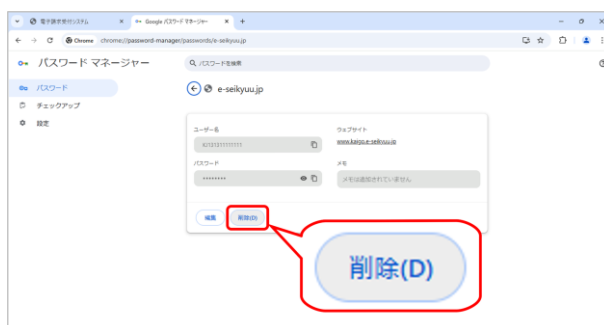 電子請求受付システム
Google パスワード マネージャー
Chrome chrome://password-manager/passwords/e-seikyuu.jp
パスワード マネージャー
パスワードを検索
パスワード
チェックアップ
設定
e-seikyuu.jp
ユーザー名
ウェブサイト
www.kaigo.e-seikyuu.jp
パスワード
メモ
••••••••
メモは追加されていません
編集
削除(D)
削除(D)